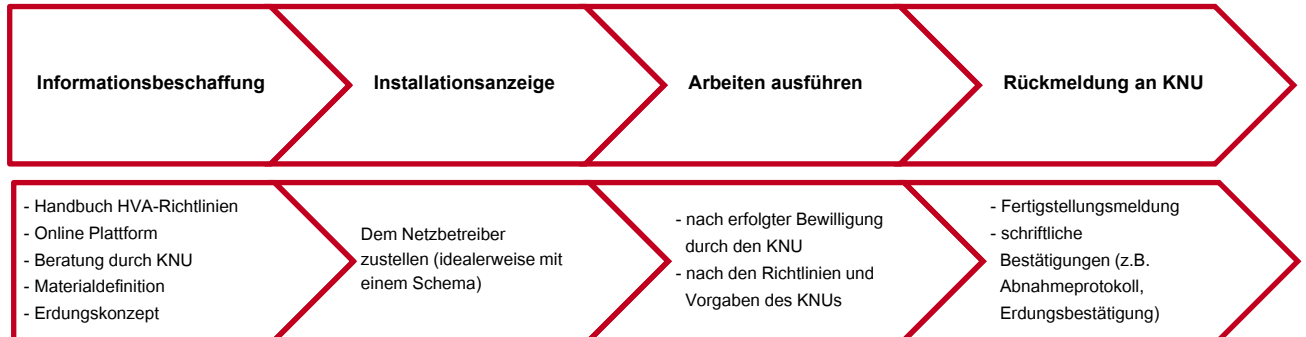 Informationsbeschaffung
Installationsanzeige
Arbeiten ausführen
Rückmeldung an KNU
- Handbuch HVA-Richtlinien
- Online Plattform
- Beratung durch KNU
- Materialdefinition
- Erdungskonzept
Dem Netzbetreiber
zustellen (idealerweise mit
einem Schema)
- nach erfolgter Bewilligung
durch den KNU
- nach den Richtlinien und
Vorgaben des KNUs
- Fertigstellungsmeldung
- schriftliche
Bestätigungen (z.B.
Abnahmeprotokoll,
Erdungsbestätigung)